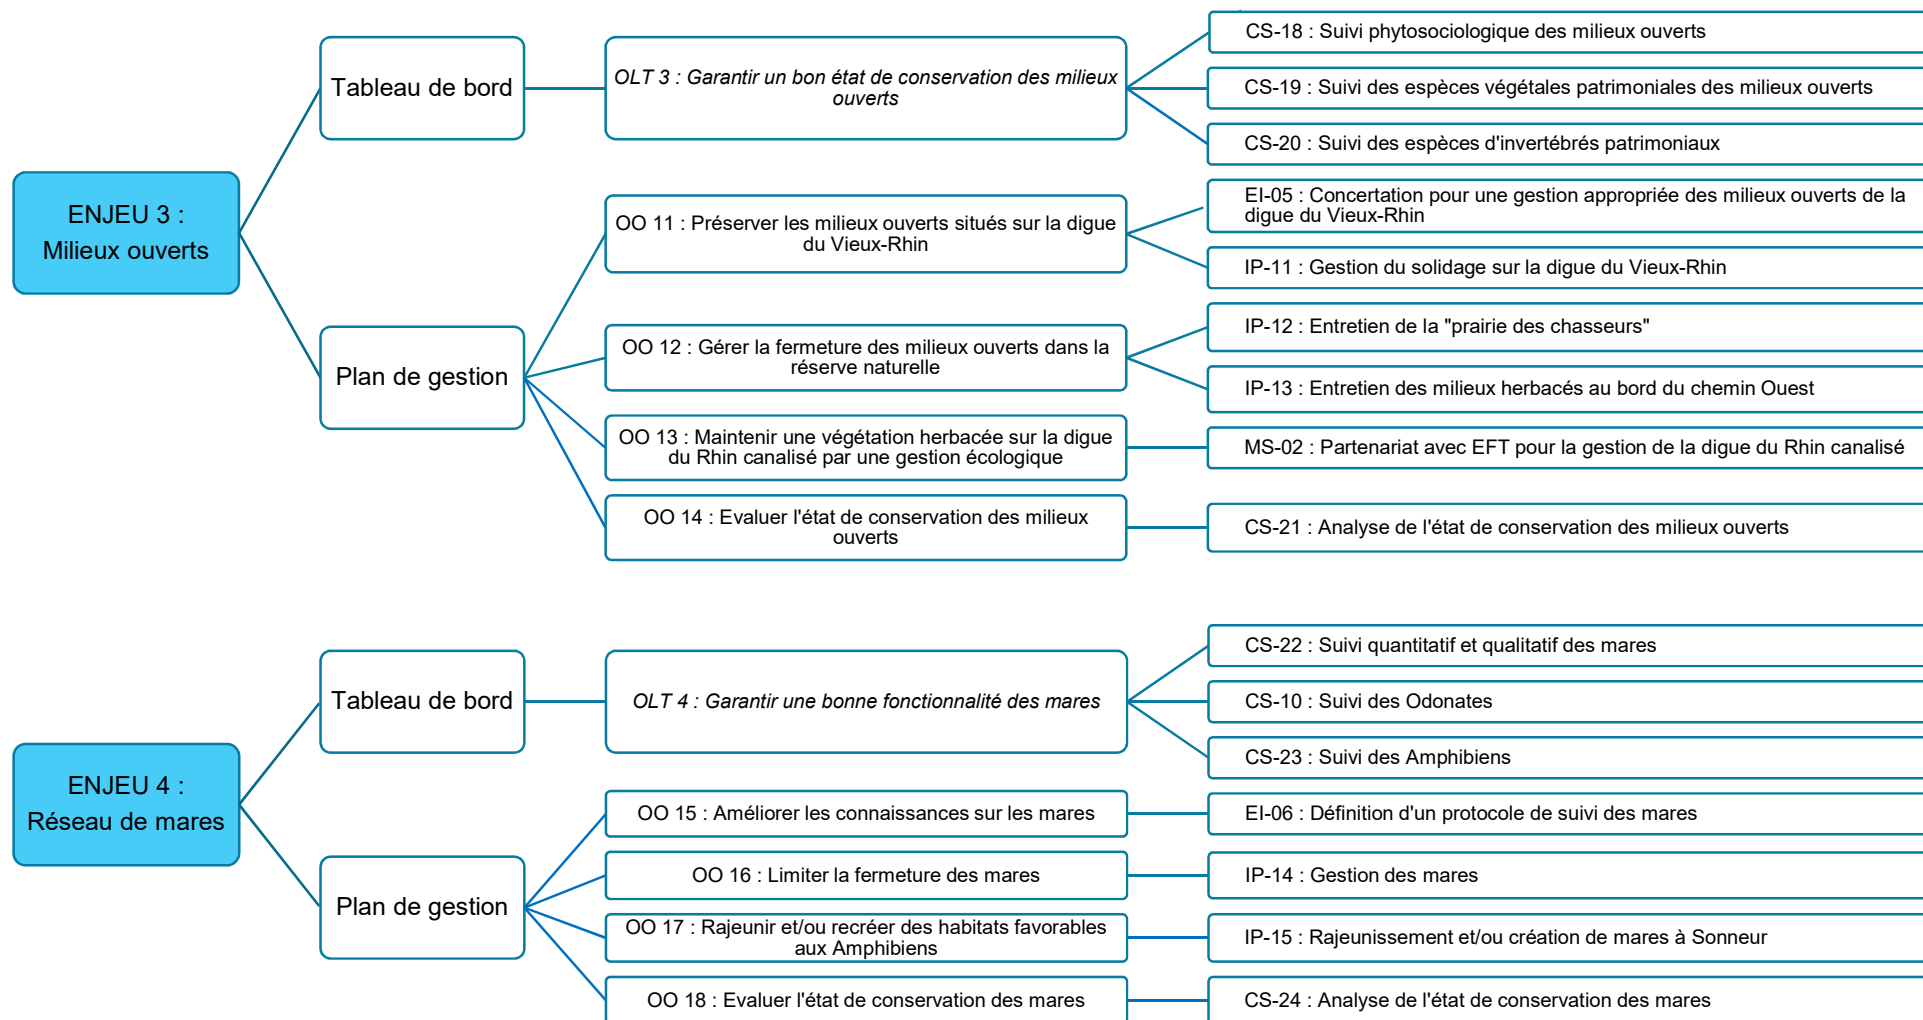 ENJEU 3 :
Milieux ouverts
Tableau de bord
OLT 3 : Garantir un bon état de conservation des milieux
ouverts
CS-18 : Suivi phytosociologique des milieux ouverts
CS-19 : Suivi des espèces végétales patrimoniales des milieux ouverts
CS-20 : Suivi des espèces d'invertébrés patrimoniaux
Plan de gestion
OO 11 : Préserver les milieux ouverts situés sur la digue
du Vieux-Rhin
EI-05 : Concertation pour une gestion appropriée des milieux ouverts de la
digue du Vieux-Rhin
IP-11 : Gestion du solidage sur la digue du Vieux-Rhin
OO 12 : Gérer la fermeture des milieux ouverts dans la
réserve naturelle
IP-12 : Entretien de la "prairie des chasseurs"
IP-13 : Entretien des milieux herbacés au bord du chemin Ouest
OO 13 : Maintenir une végétation herbacée sur la digue
du Rhin canalisé par une gestion écologique
MS-02 : Partenariat avec EFT pour la gestion de la digue du Rhin canalisé
OO 14 : Evaluer l'état de conservation des milieux
ouverts
CS-21 : Analyse de l'état de conservation des milieux ouverts
ENJEU 4 :
Réseau de mares
Tableau de bord
OLT 4 : Garantir une bonne fonctionnalité des mares
CS-22 : Suivi quantitatif et qualitatif des mares
CS-10 : Suivi des Odonates
CS-23 : Suivi des Amphibiens
Plan de gestion
OO 15 : Améliorer les connaissances sur les mares
EI-06 : Définition d'un protocole de suivi des mares
OO 16 : Limiter la fermeture des mares
IP-14 : Gestion des mares
OO 17 : Rajeunir et/ou recréer des habitats favorables
aux Amphibiens
IP-15 : Rajeunissement et/ou création de mares à Sonneur
OO 18 : Evaluer l'état de conservation des mares
CS-24 : Analyse de l'état de conservation des mares